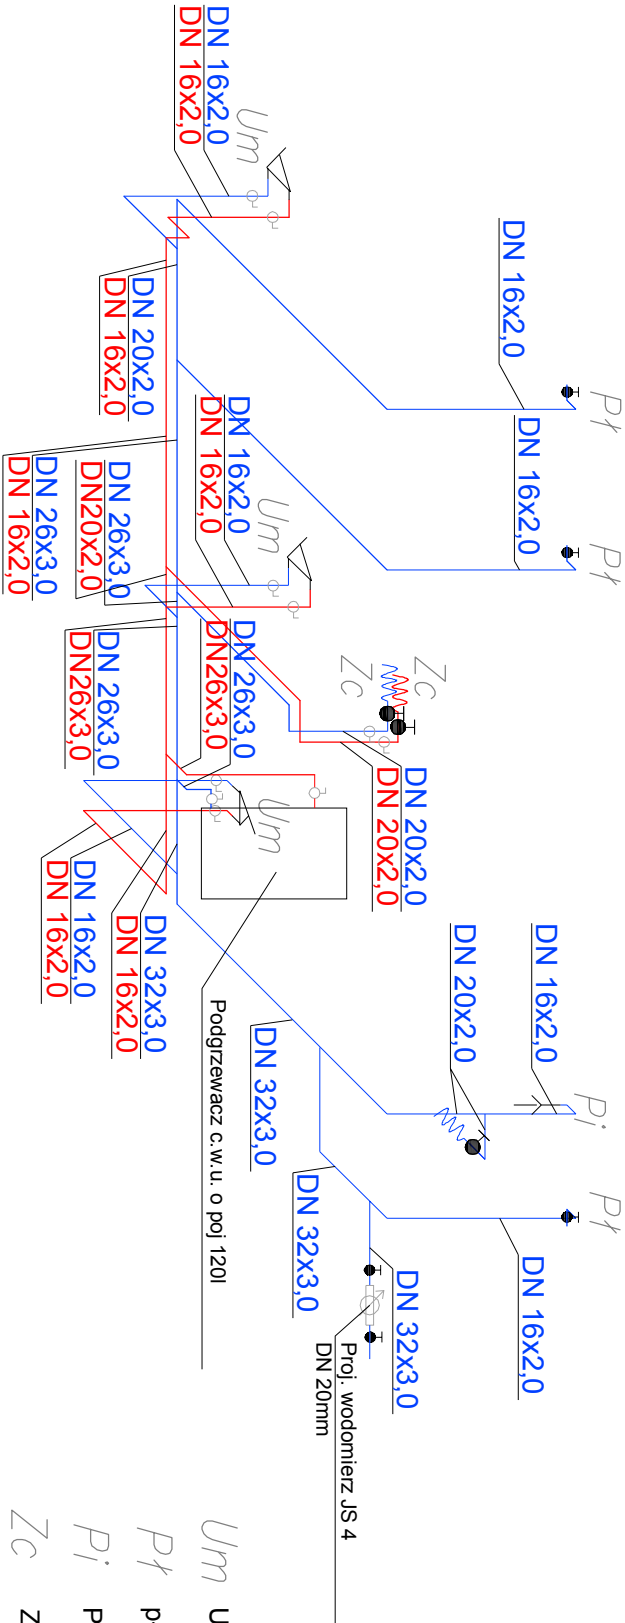 DN 16x2,0
DN 16x2,0
Um
DN 16x2,0
Pt
DN 16x2,0
Pt
DN 20x2,0
DN 16x2,0
DN 26x3,0
DN 16x2,0
DN 26x3,0
DN20x2,0
DN 16x2,0
DN 16x2,0
Um
DN 26x3,0
DN26x3,0
DN 26x3,0
DN26x3,0
Zc
Zc
DN 20x2,0
DN 20x2,0
Um
DN 16x2,0
DN 16x2,0
DN 32x3,0
DN 16x2,0
Podgrzewacz c.w.u. o poj 120l
DN 32x3,0
DN 20x2,0
DN 16x2,0
Pi
Pt
DN 32x3,0
DN 16x2,0
DN 32x3,0
Proj. wodomierz JS 4
DN 20mm
Um U
Pt p
Pi P
Zc Z